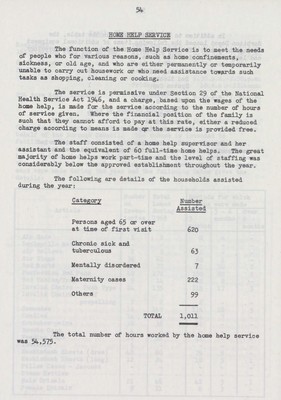 54
HOME HELP SERVICE
The function of the Home Help Service is to meet the needs
of people who for various reasons, such as home confinements,
sickness, or old age, and who are either permanently or temporarily
unable to carry out housework or who need assistance towards such
tasks as shopping, cleaning or cooking.
The service is permissive under Section 29 of the National
Health Service Act 1946, and a charge, based upon the wages of the
home help, is made for the service according to the number of hours
of service given. Where the financial position of the family is
such that they cannot afford to pay at this rate, either a reduced
charge according to means is made or the service is provided free.
The staff consisted of a home help supervisor and her
assistant and the equivalent of 60 full-time home helps. The great
majority of home helps work part-time and the level of staffing was
considerably below the approved establishment throughout the year.
The following are details of the households assisted
during the year:
Category Number
Assisted
Persons aged 65 or over
at time of first visit 620
Chronic sick and
tuberculous 63
Mentally disordered 7
Maternity cases 222
Others 99
TOTAL 1,011
The total number of hours worked by the home help service
was 54,575.